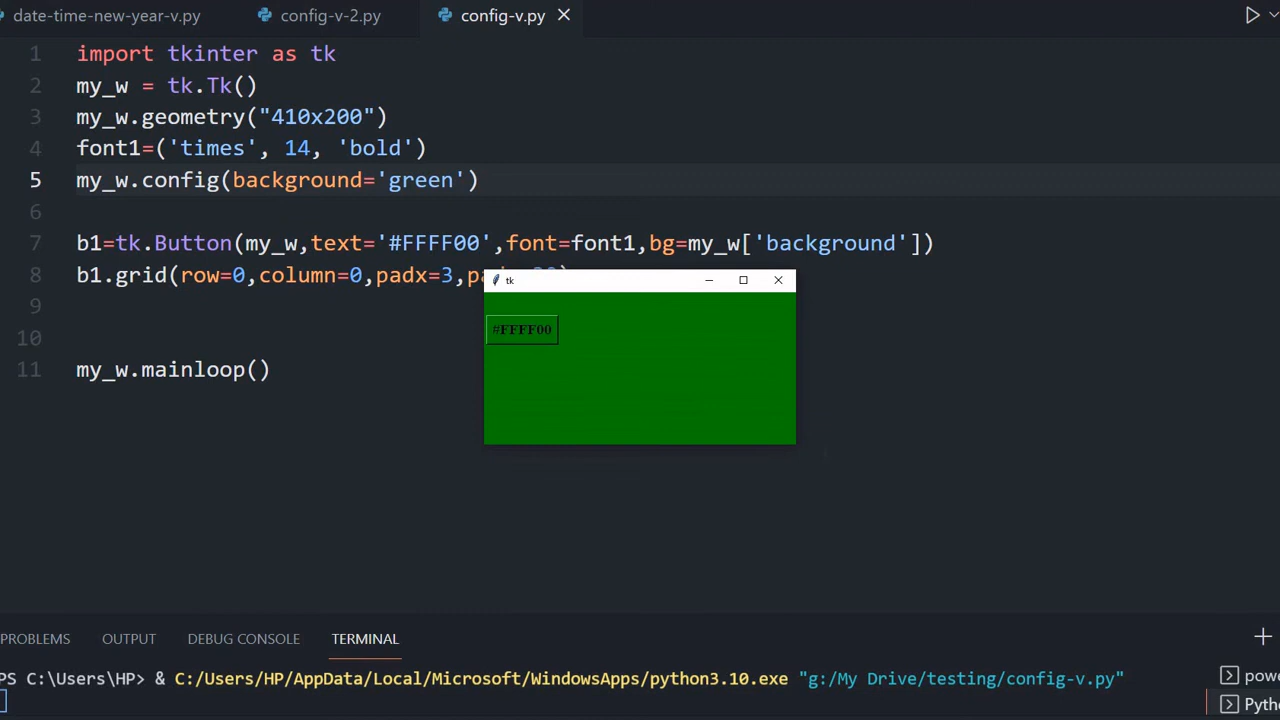 date-time-new-year-v.py config-v-2.py config-v.py
1 import tkinter as tk
2 my_w = tk.Tk()
3 my_w.geometry("410x200")
4 font1=('times', 14, 'bold')
5 my_w.config(background='green')
6
7 b1=tk.Button(my_w,text='#FFFF00',font=font1,bg=my_w['background'])
8 b1.grid(row=0,column=0,padx=3,
9
10
11 my_w.mainloop()
tk
#FFFF00
PROBLEMS OUTPUT DEBUG CONSOLE TERMINAL
PS C:\Users\HP> & C:/Users/HP/AppData/Local/Microsoft/WindowsApps/python3.10.exe "g:/My Drive/testing/config-v.py"
powe
Pytho